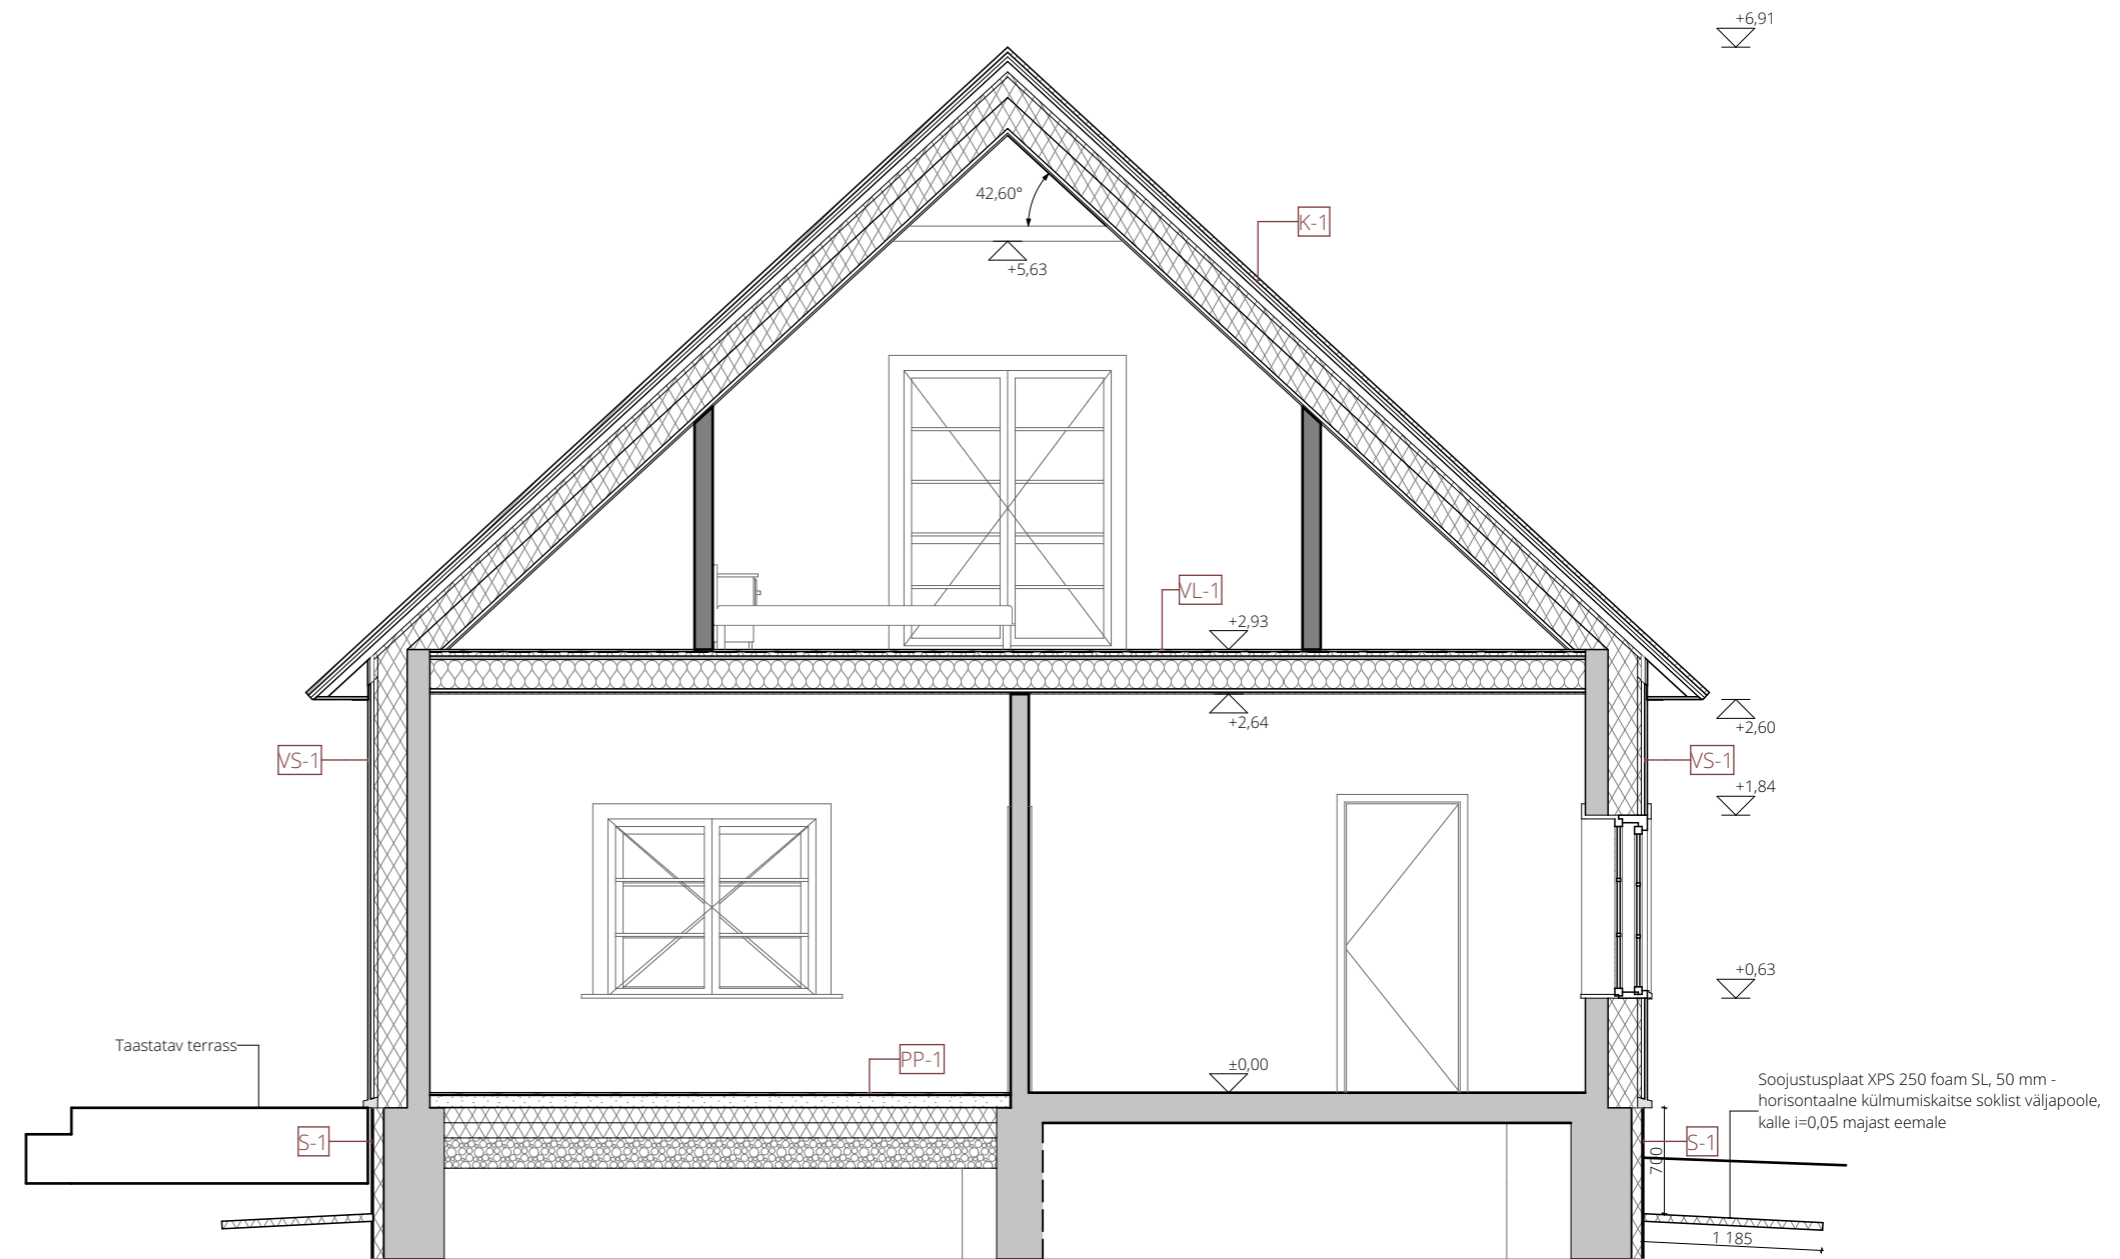 +6,91
42,60°
K-1
+5,63
VL-1
+2,93
+2,64
+2,60
VS-1
VS-1
+1,84
+0,63
Taastatav terrass
PP-1
±0,00
Soojustusplaat XPS 250 foam SL, 50 mm -
horisontaalne külmumiskaitse soklist väljapoole,
kalle i=0,05 majast eemale
S-1
S-1
700
1 185